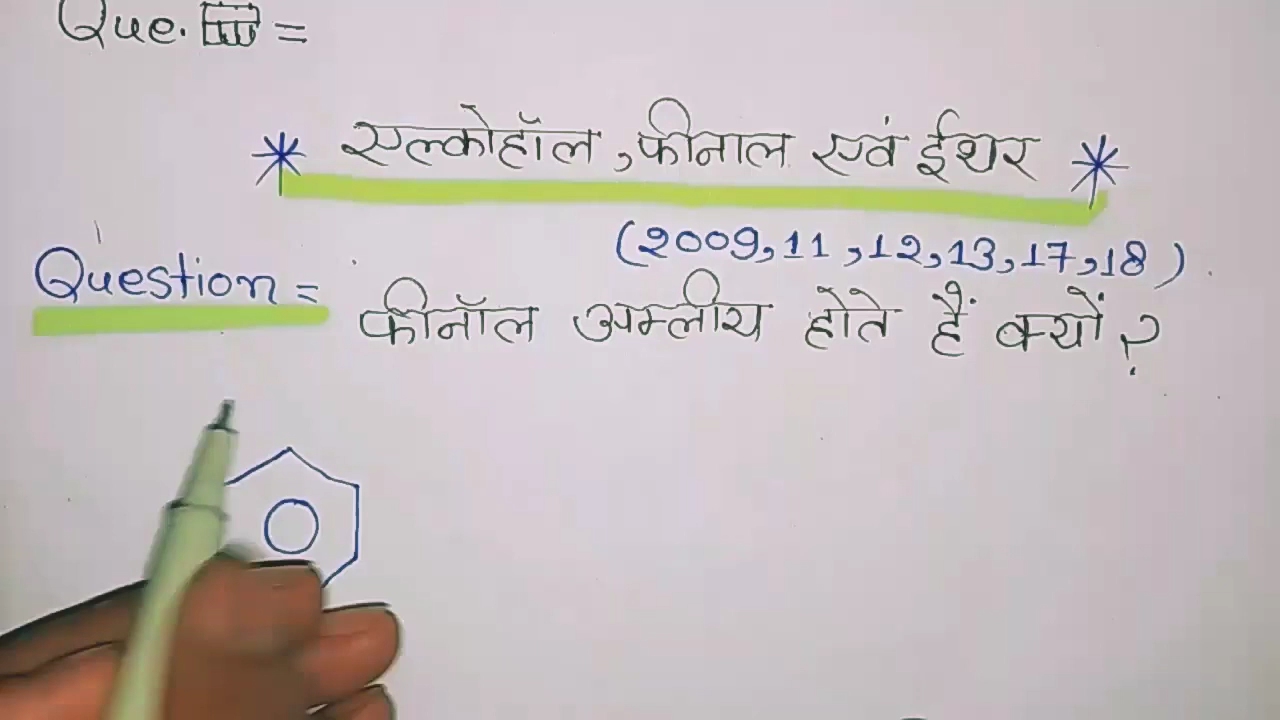 Que. =
* एल्कोहॉल, फीनाल एवं ईथर *
(2009, 11, 12, 13, 17, 18)
Question = फीनॉल अम्लीय होते हैं क्यों?